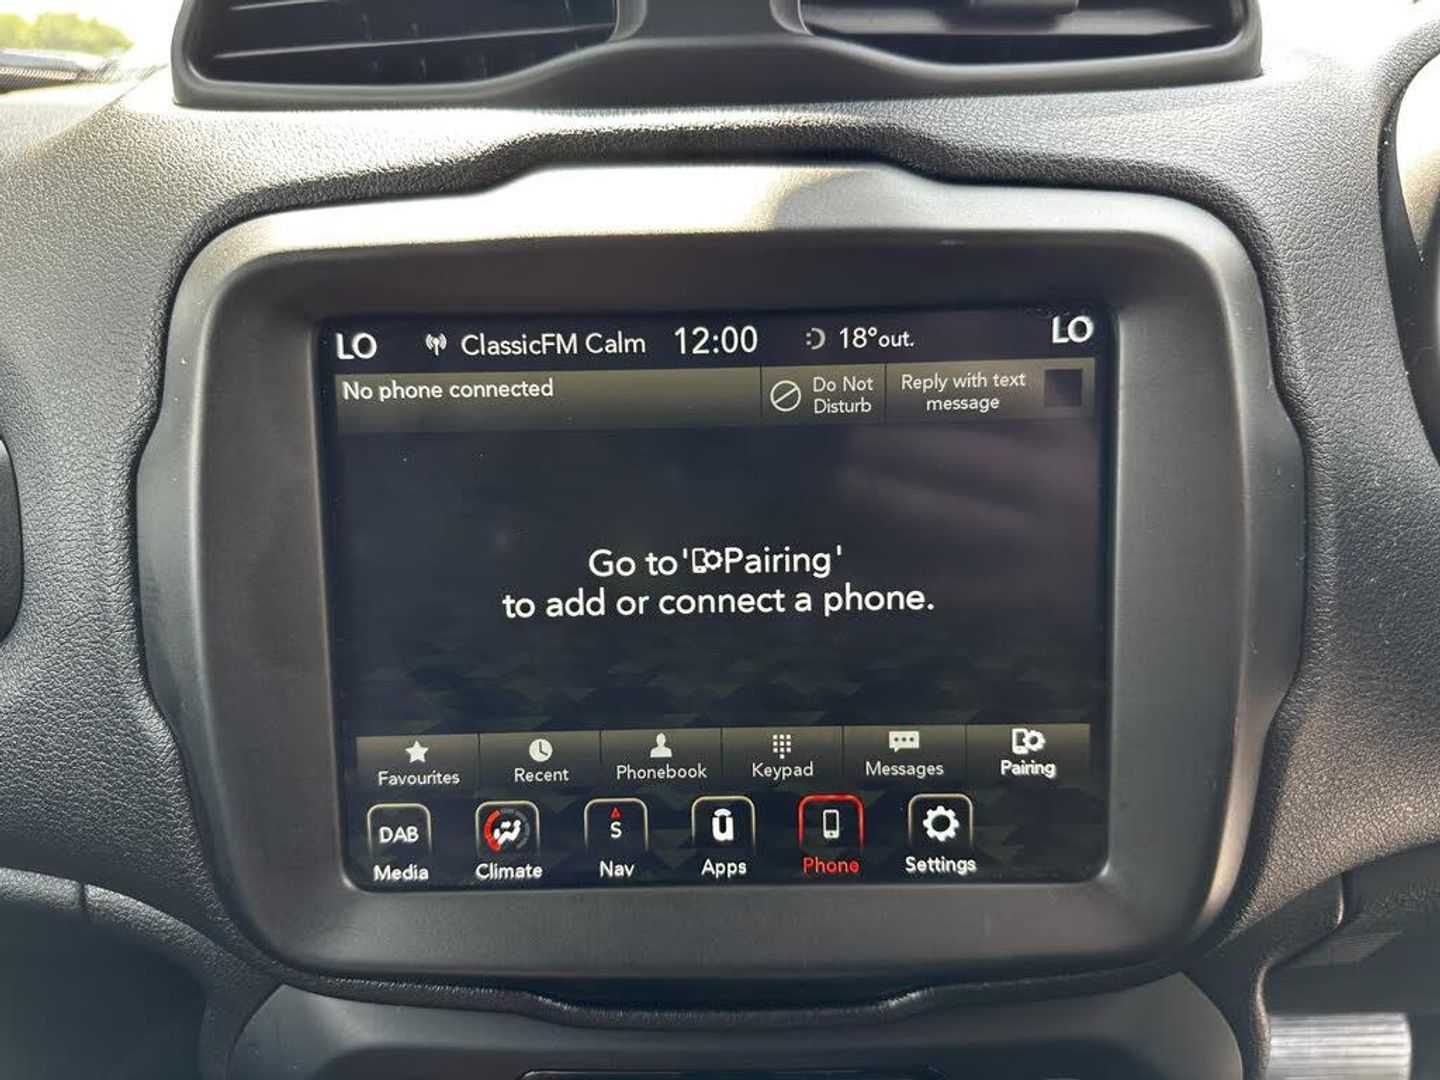 LO ClassicFM Calm 12:00 18°out. LO
No phone connected
Do Not
Disturb
Reply with text
message
Go to 'Pairing'
to add or connect a phone.
Favourites Recent Phonebook Keypad Messages Pairing
DAB S
Media Climate Nav Apps Phone Settings